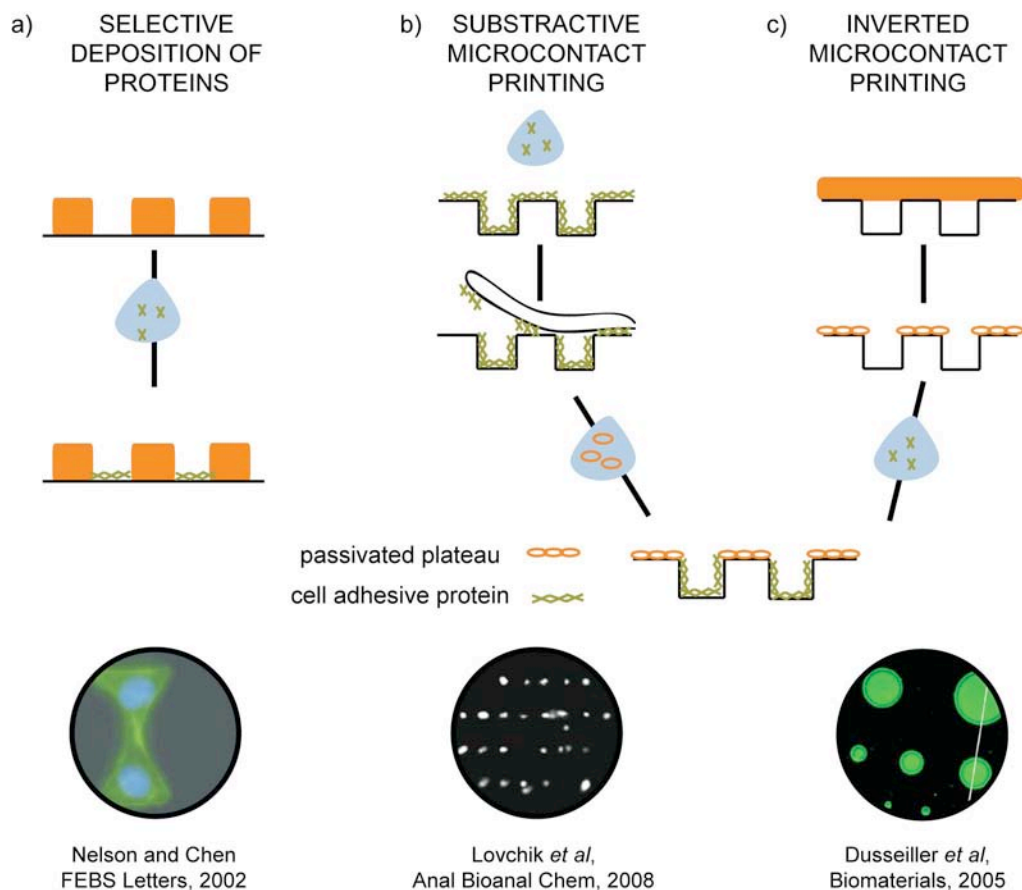 a) SELECTIVE
DEPOSITION OF
PROTEINS
b) SUBSTRACTIVE
MICROCONTACT
PRINTING
c) INVERTED
MICROCONTACT
PRINTING
passivated plateau
cell adhesive protein
Nelson and Chen
FEBS Letters, 2002
Lovchik et al,
Anal Bioanal Chem, 2008
Dusseiller et al,
Biomaterials, 2005